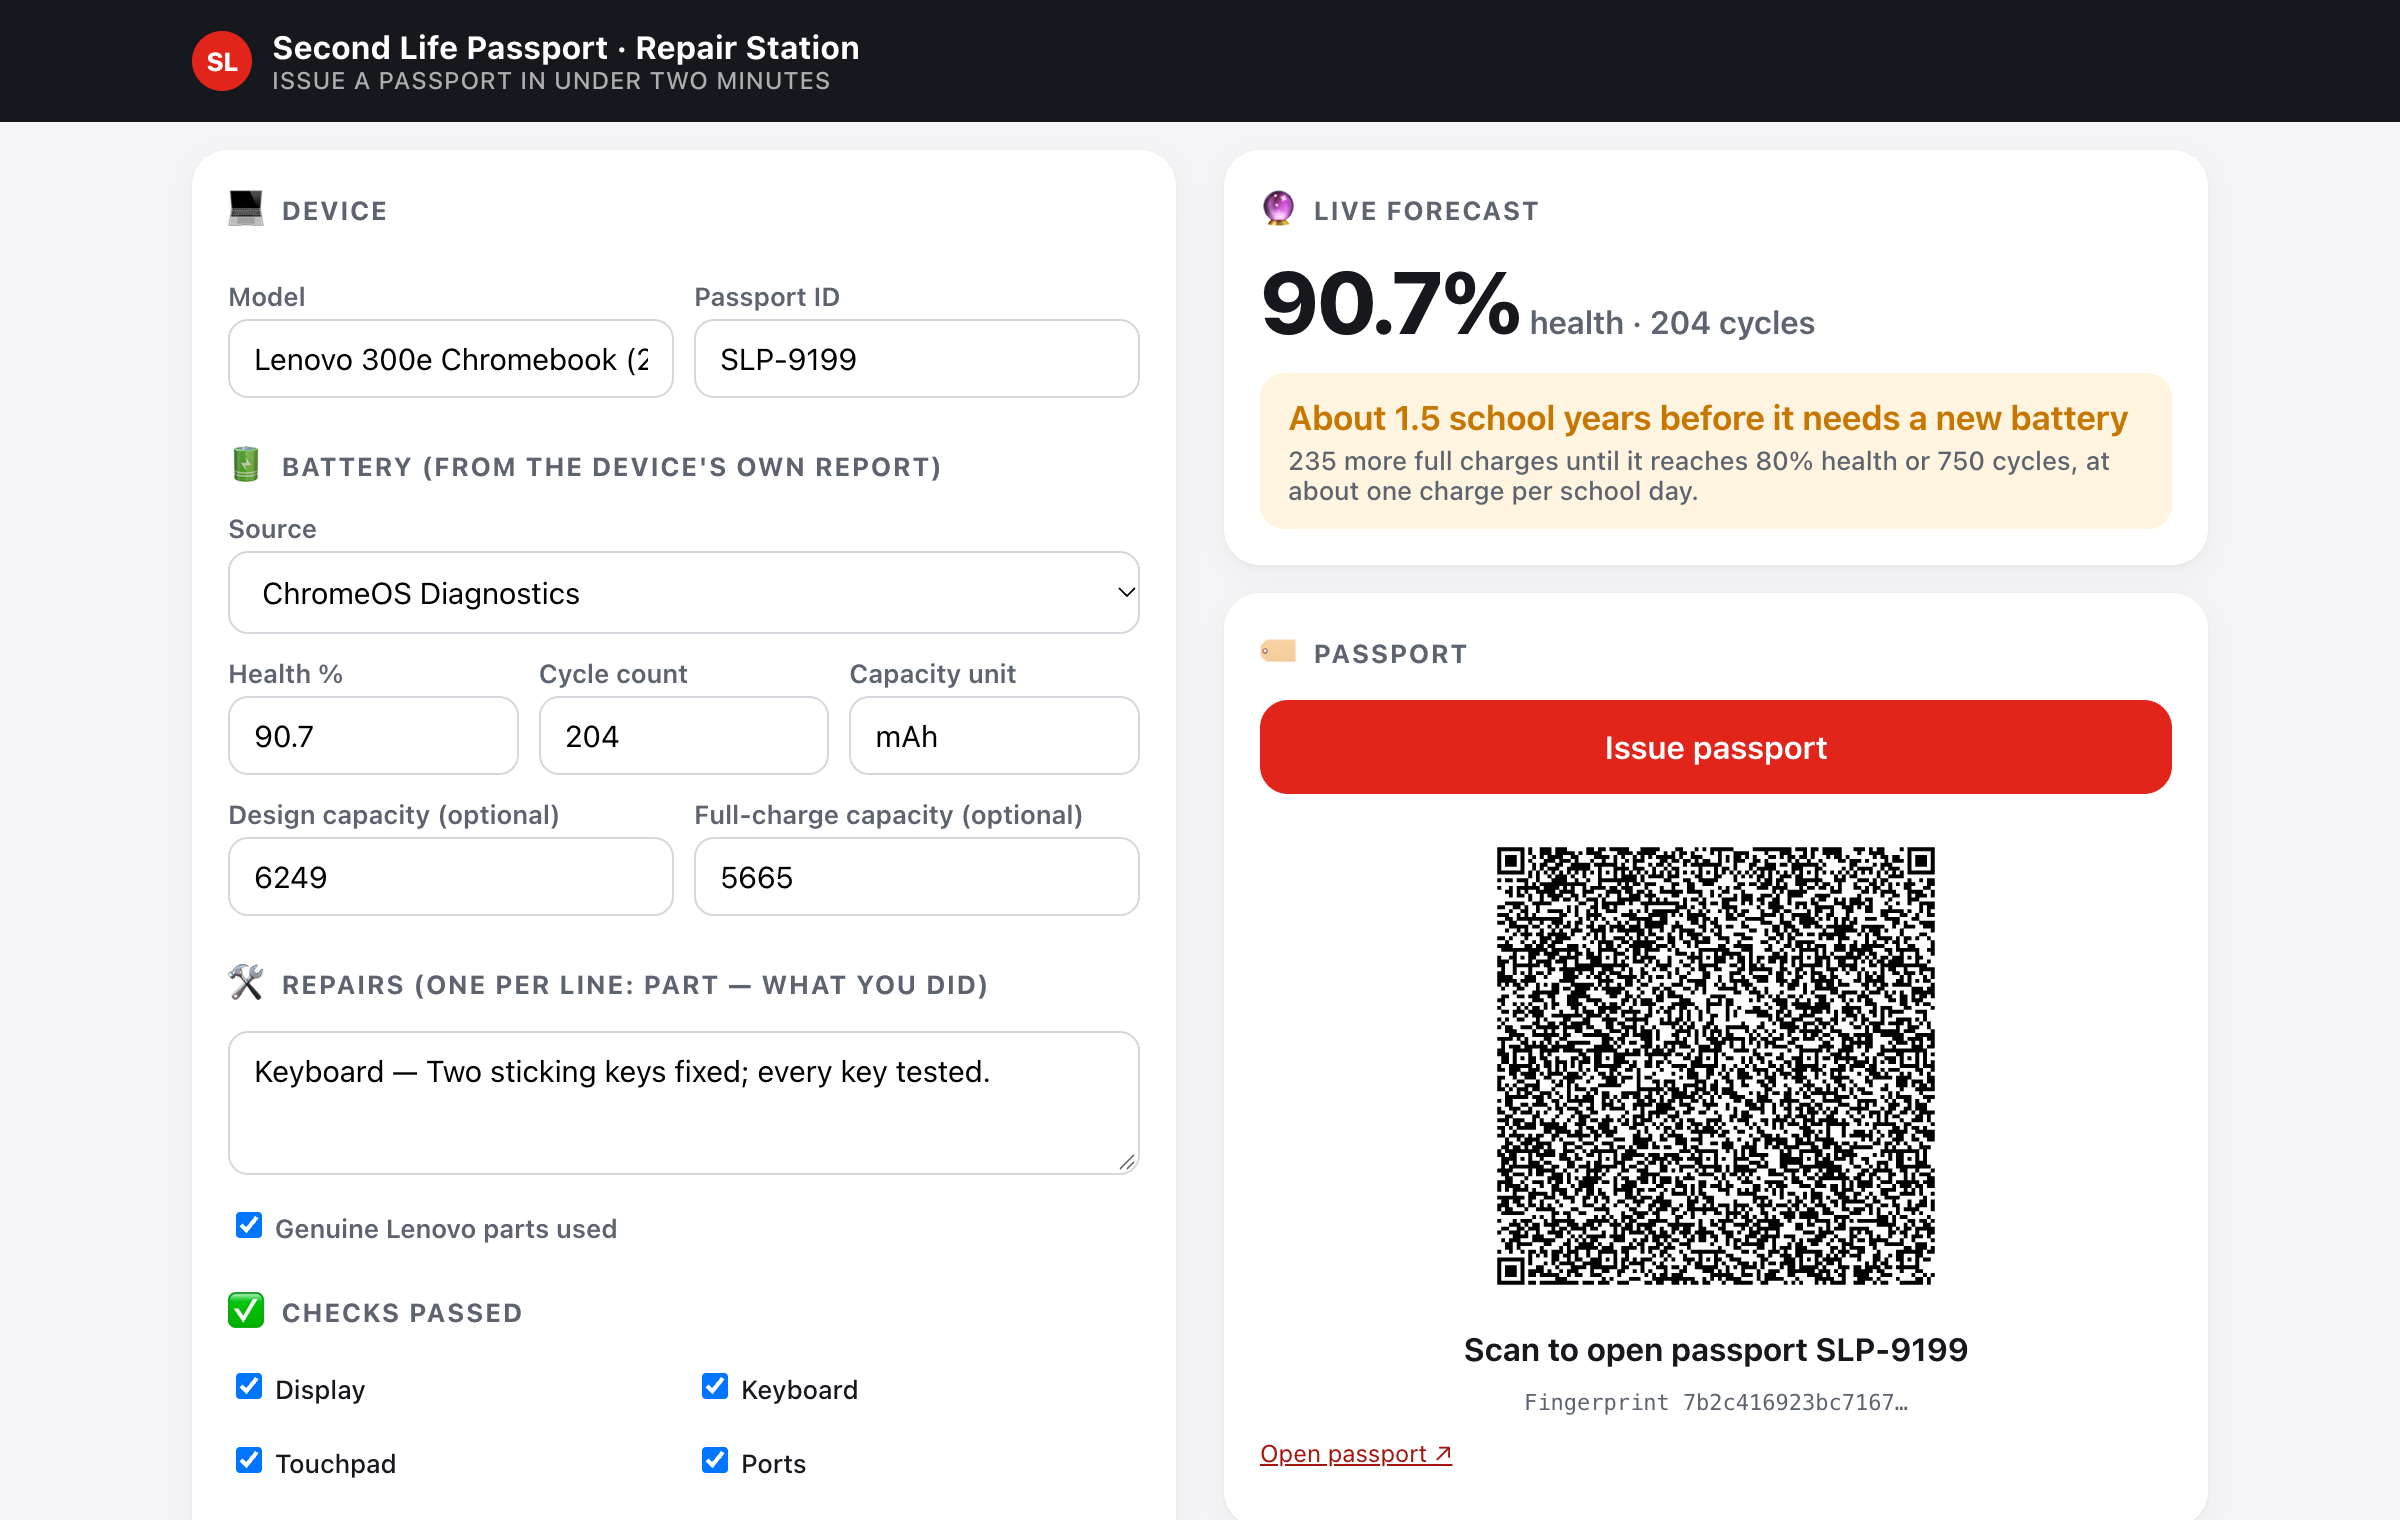 SL
Second Life Passport · Repair Station
ISSUE A PASSPORT IN UNDER TWO MINUTES
DEVICE
Model
Passport ID
Lenovo 300e Chromebook (2
SLP-9199
BATTERY (FROM THE DEVICE'S OWN REPORT)
Source
ChromeOS Diagnostics
Health %
Cycle count
Capacity unit
90.7
204
mAh
Design capacity (optional)
Full-charge capacity (optional)
6249
5665
REPAIRS (ONE PER LINE: PART — WHAT YOU DID)
Keyboard — Two sticking keys fixed; every key tested.
Genuine Lenovo parts used
CHECKS PASSED
Display
Keyboard
Touchpad
Ports
LIVE FORECAST
90.7% health · 204 cycles
About 1.5 school years before it needs a new battery
235 more full charges until it reaches 80% health or 750 cycles, at
about one charge per school day.
PASSPORT
Issue passport
Scan to open passport SLP-9199
Fingerprint 7b2c416923bc7167…
Open passport ↗